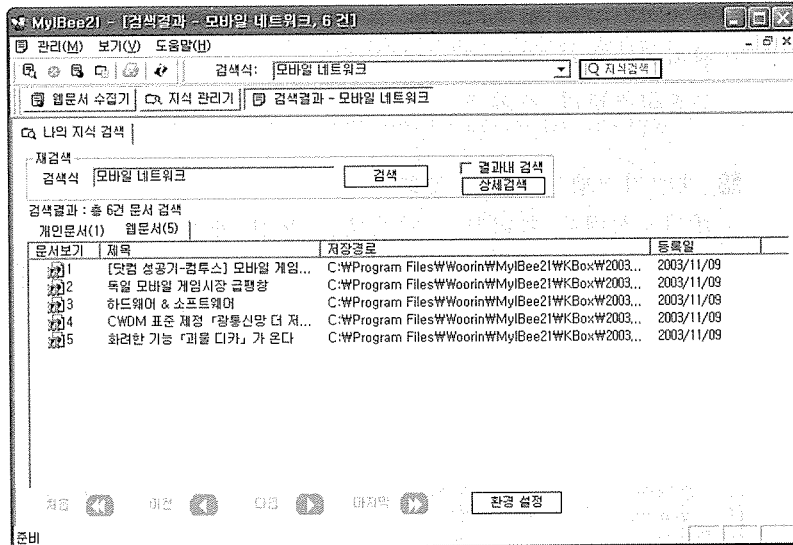 MyIBee21 - [검색결과 - 모바일 네트워크, 6 건]
관리(M) 보기(V) 도움말(H)
검색식: 모바일 네트워크 지식검색
웹문서 수집기 지식 관리기 검색결과 - 모바일 네트워크
나의 지식 검색
재검색
검색식 모바일 네트워크 검색 결과내 검색
상세검색
검색결과 : 총 6건 문서 검색
개인문서(1) 웹문서(5)
문서보기 제목 저장경로 등록일
1 [닷컴 성공기-컴투스] 모바일 게임... C:₩Program Files₩Woorin₩MyIBee21₩KBox₩2003... 2003/11/09
2 독일 모바일 게임시장 급팽창 C:₩Program Files₩Woorin₩MyIBee21₩KBox₩2003... 2003/11/09
3 하드웨어 & 소프트웨어 C:₩Program Files₩Woorin₩MyIBee21₩KBox₩2003... 2003/11/09
4 CWDM 표준 제정 「광통신망 더 저... C:₩Program Files₩Woorin₩MyIBee21₩KBox₩2003... 2003/11/09
5 화려한 기능 「괴물 디카」가 온다 C:₩Program Files₩Woorin₩MyIBee21₩KBox₩2003... 2003/11/09
처음 이전 다음 마지막 환경 설정
준비